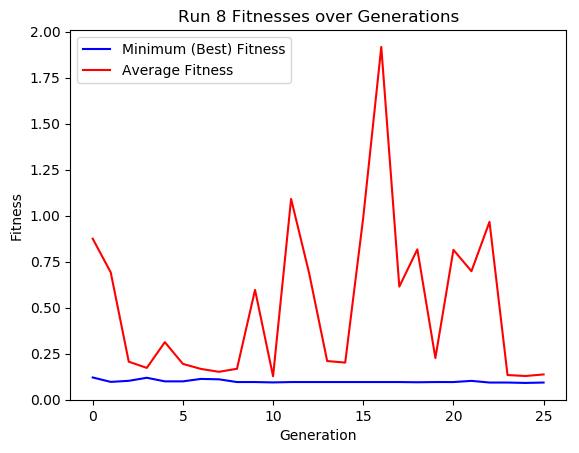 Run 8 Fitnesses over Generations
Minimum (Best) Fitness
Average Fitness
2.00
1.75
1.50
1.25
1.00
0.75
0.50
0.25
0.00
Fitness
0 5 10 15 20 25
Generation